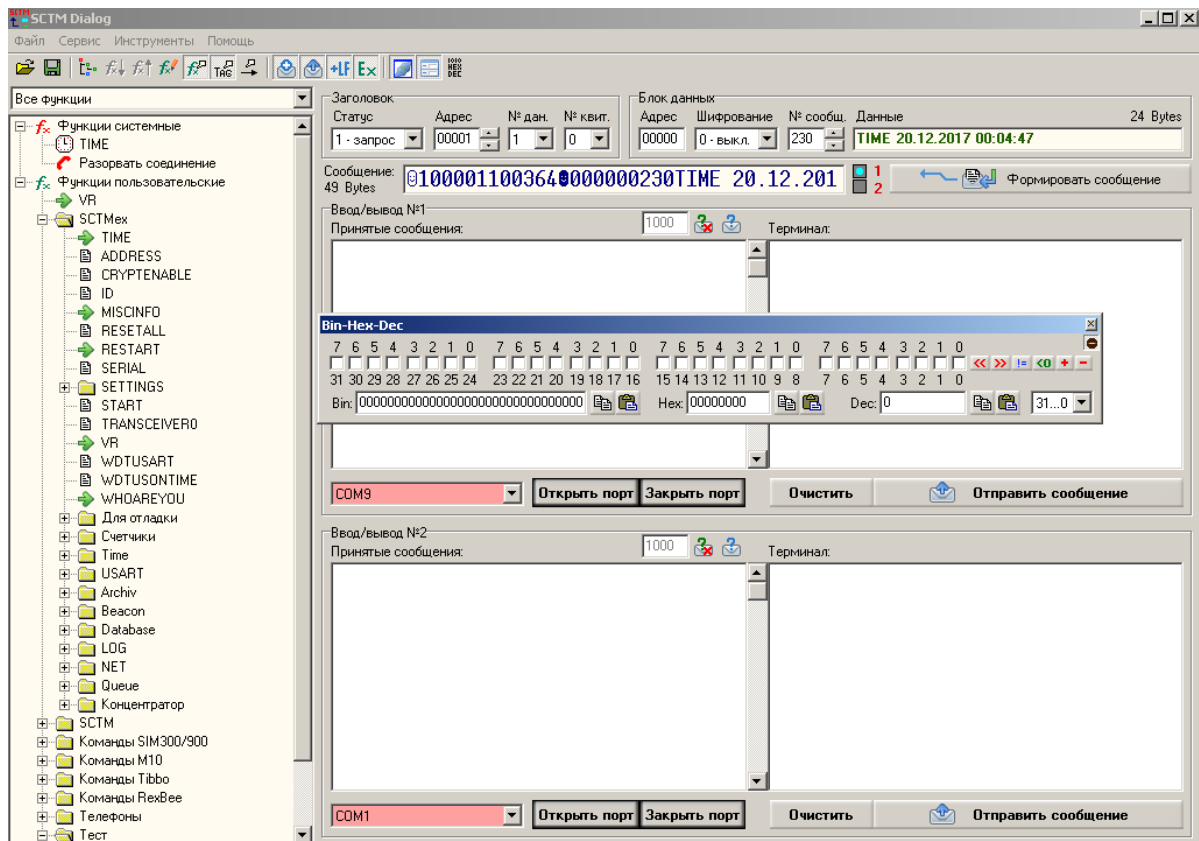 SCTM Dialog
Файл Сервис Инструменты Помощь
TAG +LF Ex 1010 HEX DEC
Все функции
Функции системные
TIME
Разорвать соединение
Функции пользовательские
VR
SCTMex
TIME
ADDRESS
CRYPTENABLE
ID
MISCINFO
RESETALL
RESTART
SERIAL
SETTINGS
START
TRANSCEIVER0
VR
WDTUSART
WDTUSONTIME
WHOAREYOU
Для отладки
Счетчики
Time
USART
Archiv
Beacon
Database
LOG
NET
Queue
Концентратор
SCTM
Команды SIM300/900
Команды M10
Команды Tibbo
Команды RexBee
Телефоны
Тест
Заголовок
Статус Адрес № дан. № квит.
1 - запрос 00001 1 0
Блок данных
Адрес Шифрование № сообщ. Данные 24 Bytes
00000 0 - выкл. 230 TIME 20.12.2017 00:04:47
Сообщение:
49 Bytes
0100001100364 0000000230TIME 20.12.201
1
2
Формировать сообщение
Ввод/вывод №1
Принятые сообщения: 1000 Терминал:
Bin-Hex-Dec
7 6 5 4 3 2 1 0 7 6 5 4 3 2 1 0 7 6 5 4 3 2 1 0 7 6 5 4 3 2 1 0
<< >> != <0 + -
31 30 29 28 27 26 25 24 23 22 21 20 19 18 17 16 15 14 13 12 11 10 9 8 7 6 5 4 3 2 1 0
Bin: 00000000000000000000000000000000 Hex: 00000000 Dec: 0 31...0
COM9 Открыть порт Закрыть порт Очистить Отправить сообщение
Ввод/вывод №2
Принятые сообщения: 1000 Терминал:
COM1 Открыть порт Закрыть порт Очистить Отправить сообщение